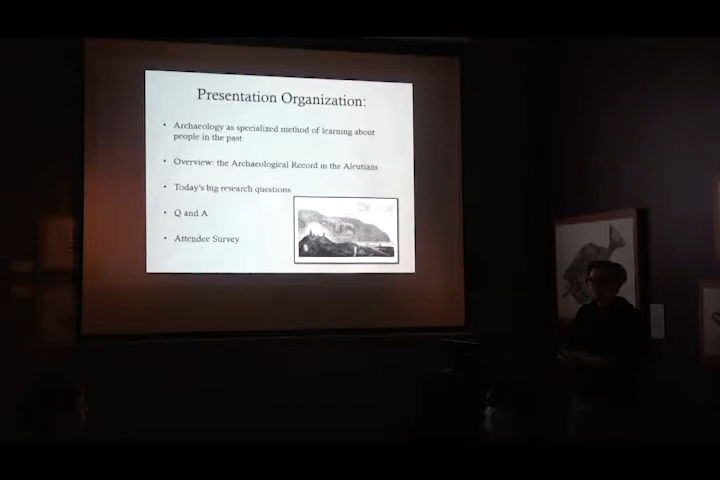 Presentation Organization:
• Archaeology as specialized method of learning about
people in the past
• Overview: the Archaeological Record in the Aleutians
• Today's big research questions
• Q and A
• Attendee Survey